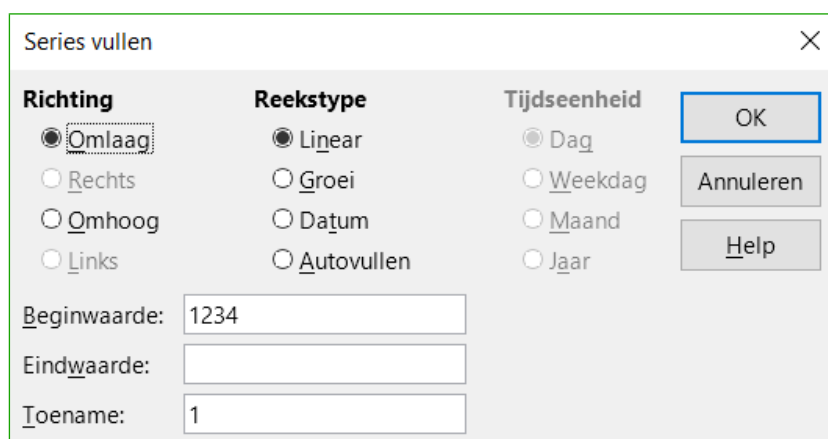 Series vullen
Richting Reekstype Tijdseenheid
Omlaag Linear Dag OK
Rechts Groei Weekdag Annuleren
Omhoog Datum Maand
Links Autovullen Jaar Help
Beginwaarde: 1234
Eindwaarde:
Toename: 1